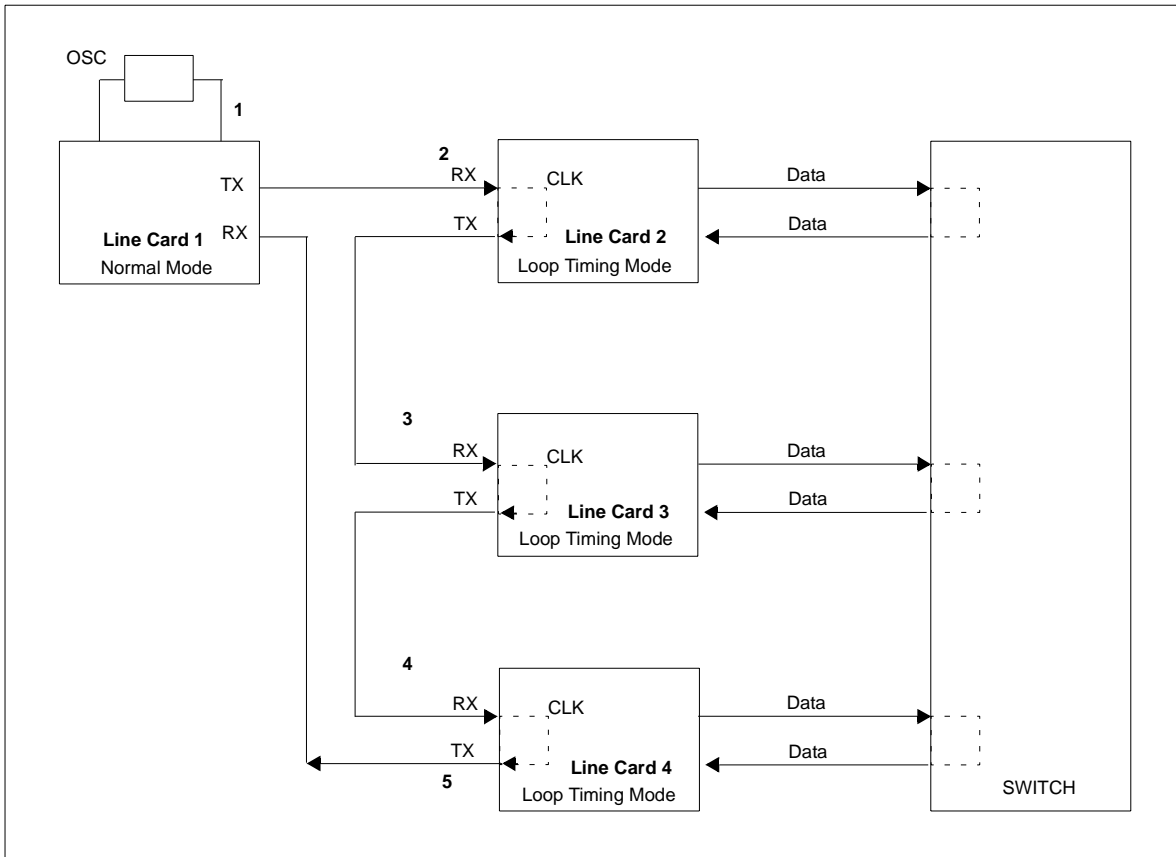 OSC
1
TX
RX
Line Card 1
Normal Mode
2
RX
CLK
TX
Line Card 2
Loop Timing Mode
Data
Data
3
RX
CLK
TX
Line Card 3
Loop Timing Mode
Data
Data
4
RX
CLK
TX
5
Line Card 4
Loop Timing Mode
Data
Data
SWITCH